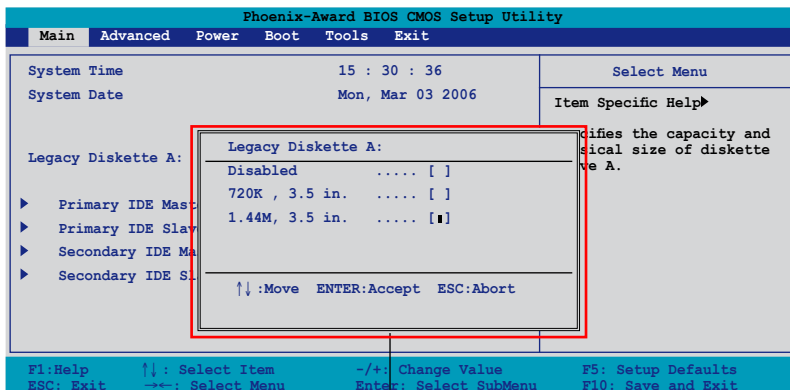 Phoenix-Award BIOS CMOS Setup Utility
Main Advanced Power Boot Tools Exit
System Time 15 : 30 : 36
System Date Mon, Mar 03 2006
Legacy Diskette A:
Primary IDE Mast
Primary IDE Slav
Secondary IDE Ma
Secondary IDE Sl
Legacy Diskette A:
Disabled ..... [ ]
720K , 3.5 in. ..... [ ]
1.44M, 3.5 in. ..... [▮]
↑↓ :Move ENTER:Accept ESC:Abort
Select Menu
Item Specific Help▶
cifies the capacity and
sical size of diskette
ve A.
F1:Help ↑↓ : Select Item -/+: Change Value F5: Setup Defaults
ESC: Exit →←: Select Menu Enter: Select SubMenu F10: Save and Exit